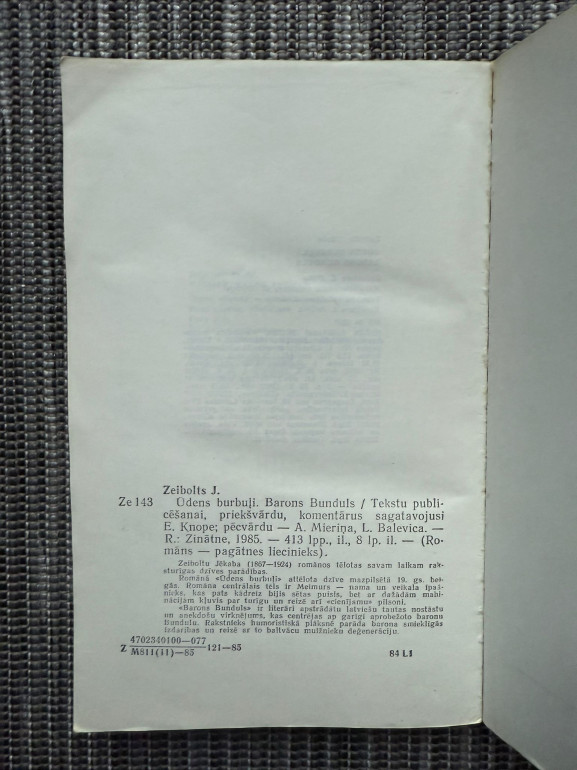 Zeibolts J.
Ze 143 Ūdens burbuļi. Barons Bunduls / Tekstu publi-
cēšanai, priekšvārdu, komentārus sagatavojusi
E. Knope; pēcvārdu — A. Mieriņa, L. Balevica. —
R.: Zinātne, 1985. — 413 lpp., il., 8 lp. il. — (Ro-
māns — pagātnes liecinieks).
Zeiboltu Jēkaba (1867—1924) romānos tēlotas savam laikam rak-
sturīgas dzīves parādības.
Romānā «Ūdens burbuļi» attēlota dzīve mazpilsētā 19. gs. bei-
gās. Romāna centrālais tēls ir Meimurs — nama un veikala īpaš-
nieks, kas pats kādreiz bijis sētas puisis, bet ar dažādām mahi-
nācijām kļuvis par turīgu un reizē arī «cienījamu» pilsoni.
«Barons Bunduls» ir literāri apstrādātu latviešu tautas nostāstu
un anekdošu virknējums, kas centrējas ap garīgi aprobežoto baronu
Bundulu. Rakstnieks humoristiskā plāksnē parāda barona smieklīgās
izdarības un reizē ar to baltvācu muižnieku deģenerāciju.
4702340100—077
Z 121—85
M811(11)—85
84 L1